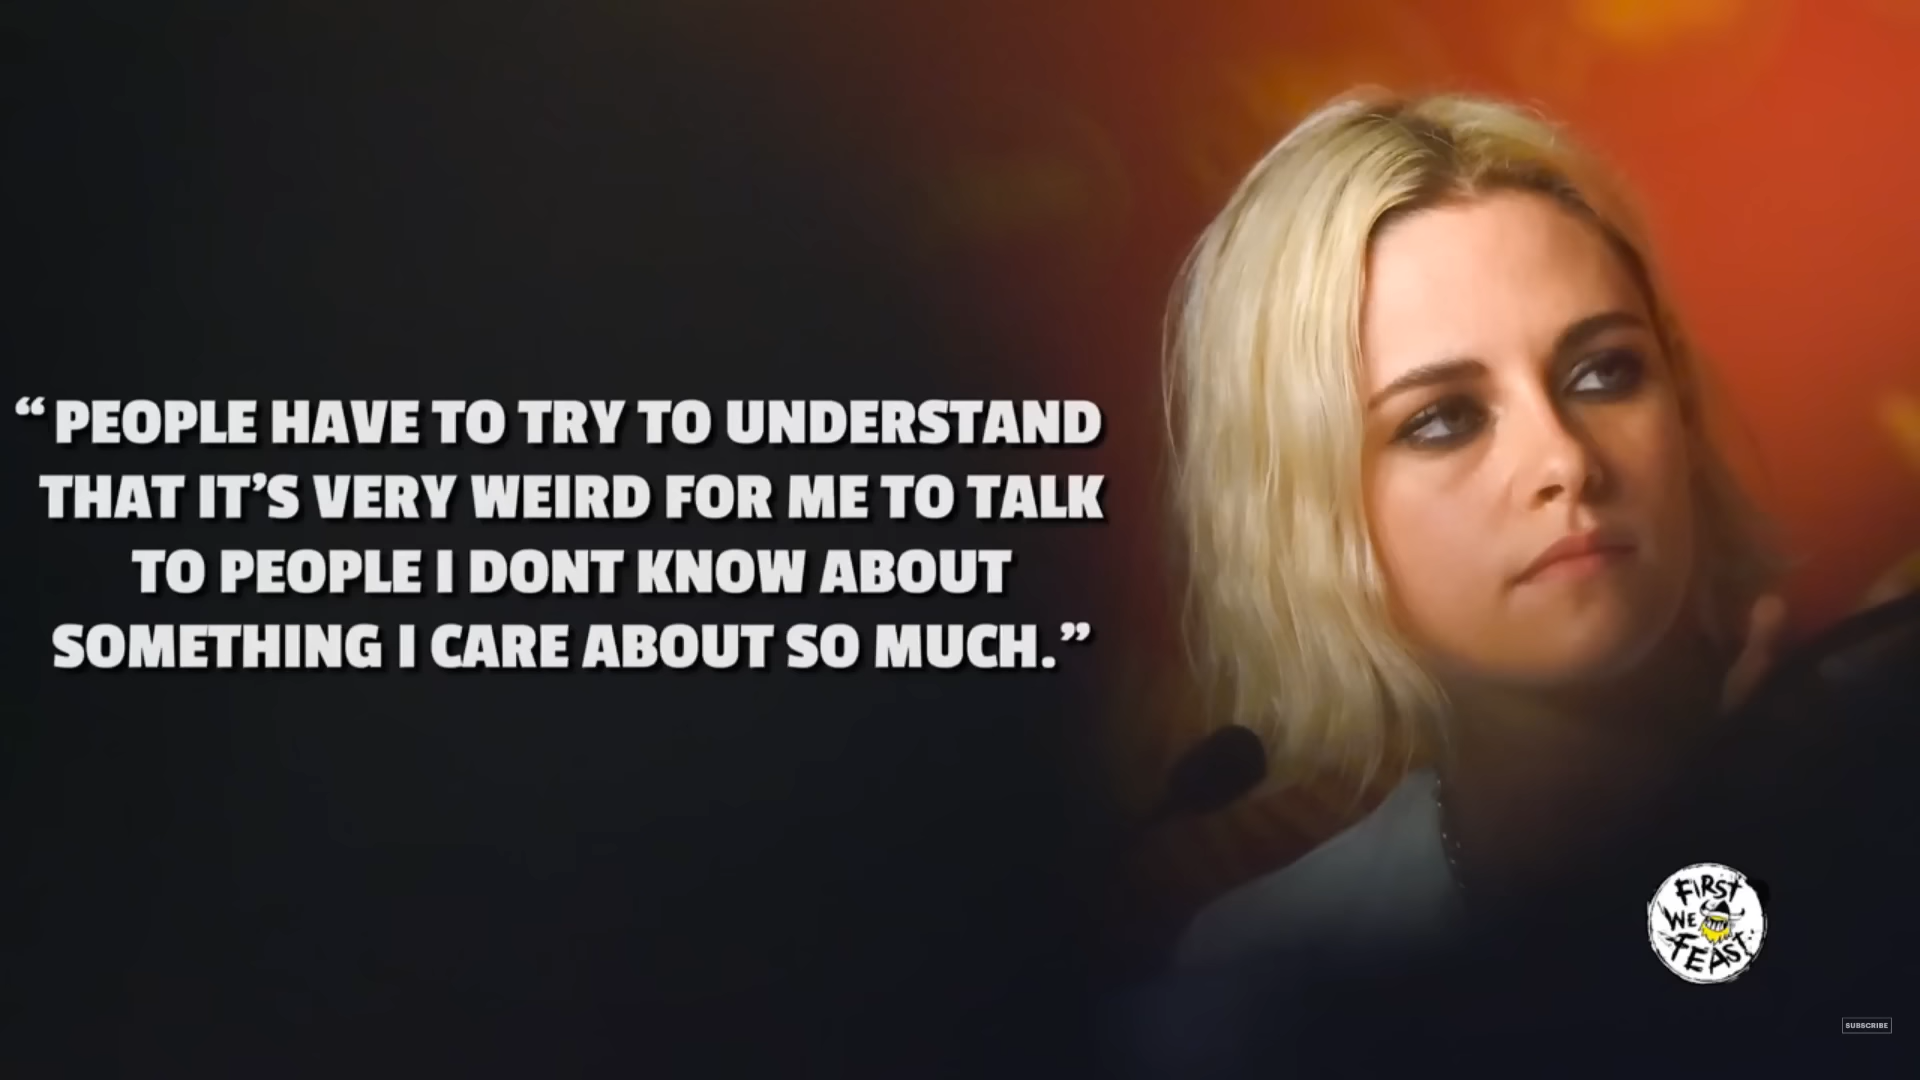 “ PEOPLE HAVE TO TRY TO UNDERSTAND
THAT IT’S VERY WEIRD FOR ME TO TALK
TO PEOPLE I DONT KNOW ABOUT
SOMETHING I CARE ABOUT SO MUCH.”
FIRST
WE
FEAST
SUBSCRIBE